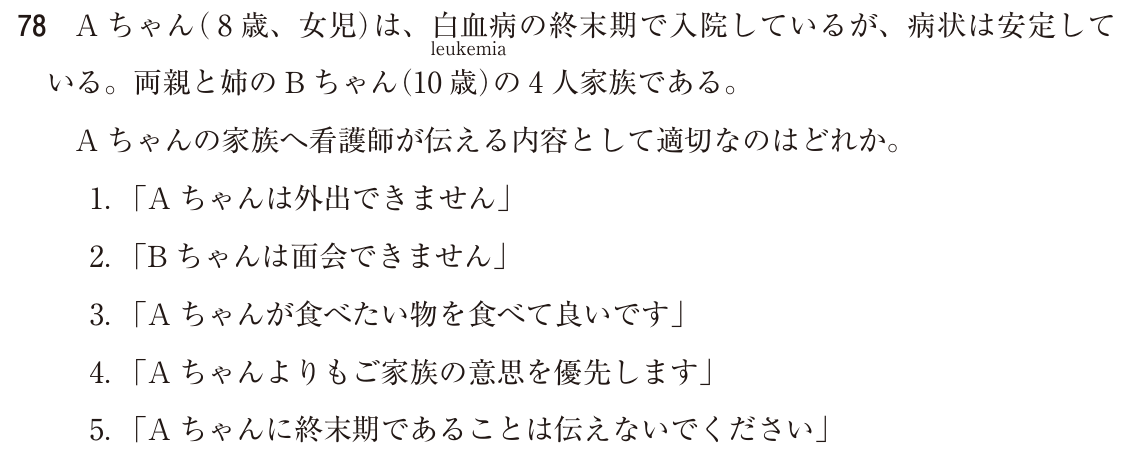 78 Aちゃん(8歳、女児)は、白血病の終末期で入院しているが、病状は安定して
leukemia
いる。両親と姉のBちゃん(10歳)の4人家族である。
Aちゃんの家族へ看護師が伝える内容として適切なのはどれか。
1.「Aちゃんは外出できません」
2.「Bちゃんは面会できません」
3.「Aちゃんが食べたい物を食べて良いです」
4.「Aちゃんよりもご家族の意思を優先します」
5.「Aちゃんに終末期であることは伝えないでください」